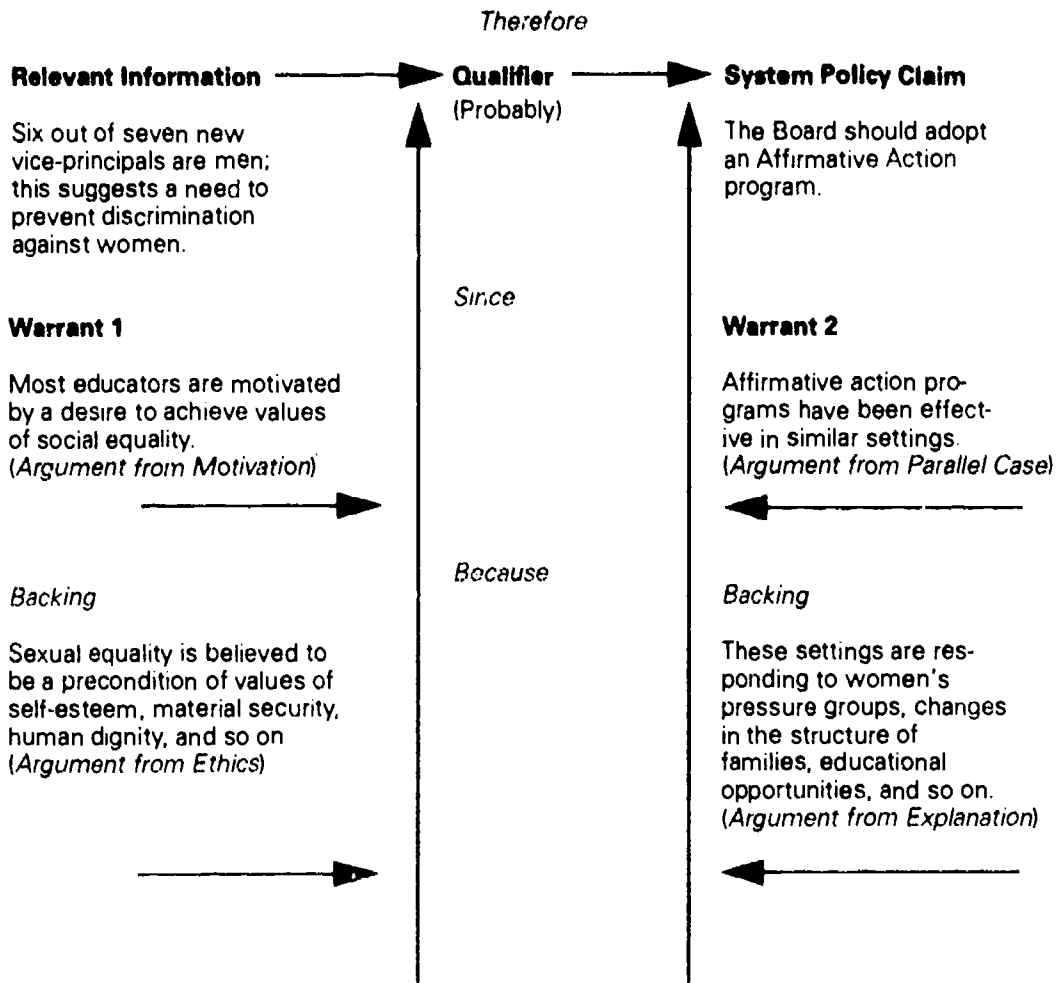 Therefore
Relevant Information
Qualifier
System Policy Claim
(Probably)
Six out of seven new
vice-principals are men;
this suggests a need to
prevent discrimination
against women.
The Board should adopt
an Affirmative Action
program.
Since
Warrant 1
Most educators are motivated
by a desire to achieve values
of social equality.
(Argument from Motivation)
Warrant 2
Affirmative action pro-
grams have been effect-
ive in similar settings.
(Argument from Parallel Case)
Because
Backing
Sexual equality is believed to
be a precondition of values of
self-esteem, material security,
human dignity, and so on
(Argument from Ethics)
Backing
These settings are res-
ponding to women's
pressure groups, changes
in the structure of
families, educational
opportunities, and so on.
(Argument from Explanation)